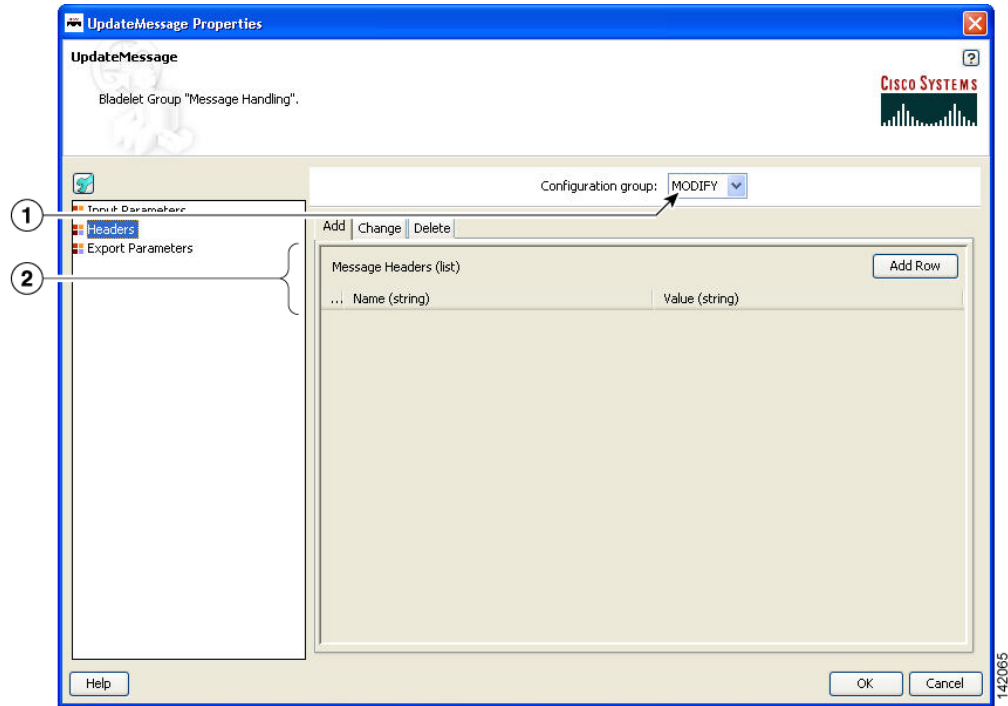 UpdateMessage Properties
UpdateMessage
Bladelet Group "Message Handling".
CISCO SYSTEMS
Configuration group: MODIFY
1
Input Parameters
Headers
Export Parameters
2
Add Change Delete
Message Headers (list)
Add Row
... Name (string) Value (string)
Help
OK
Cancel
142065